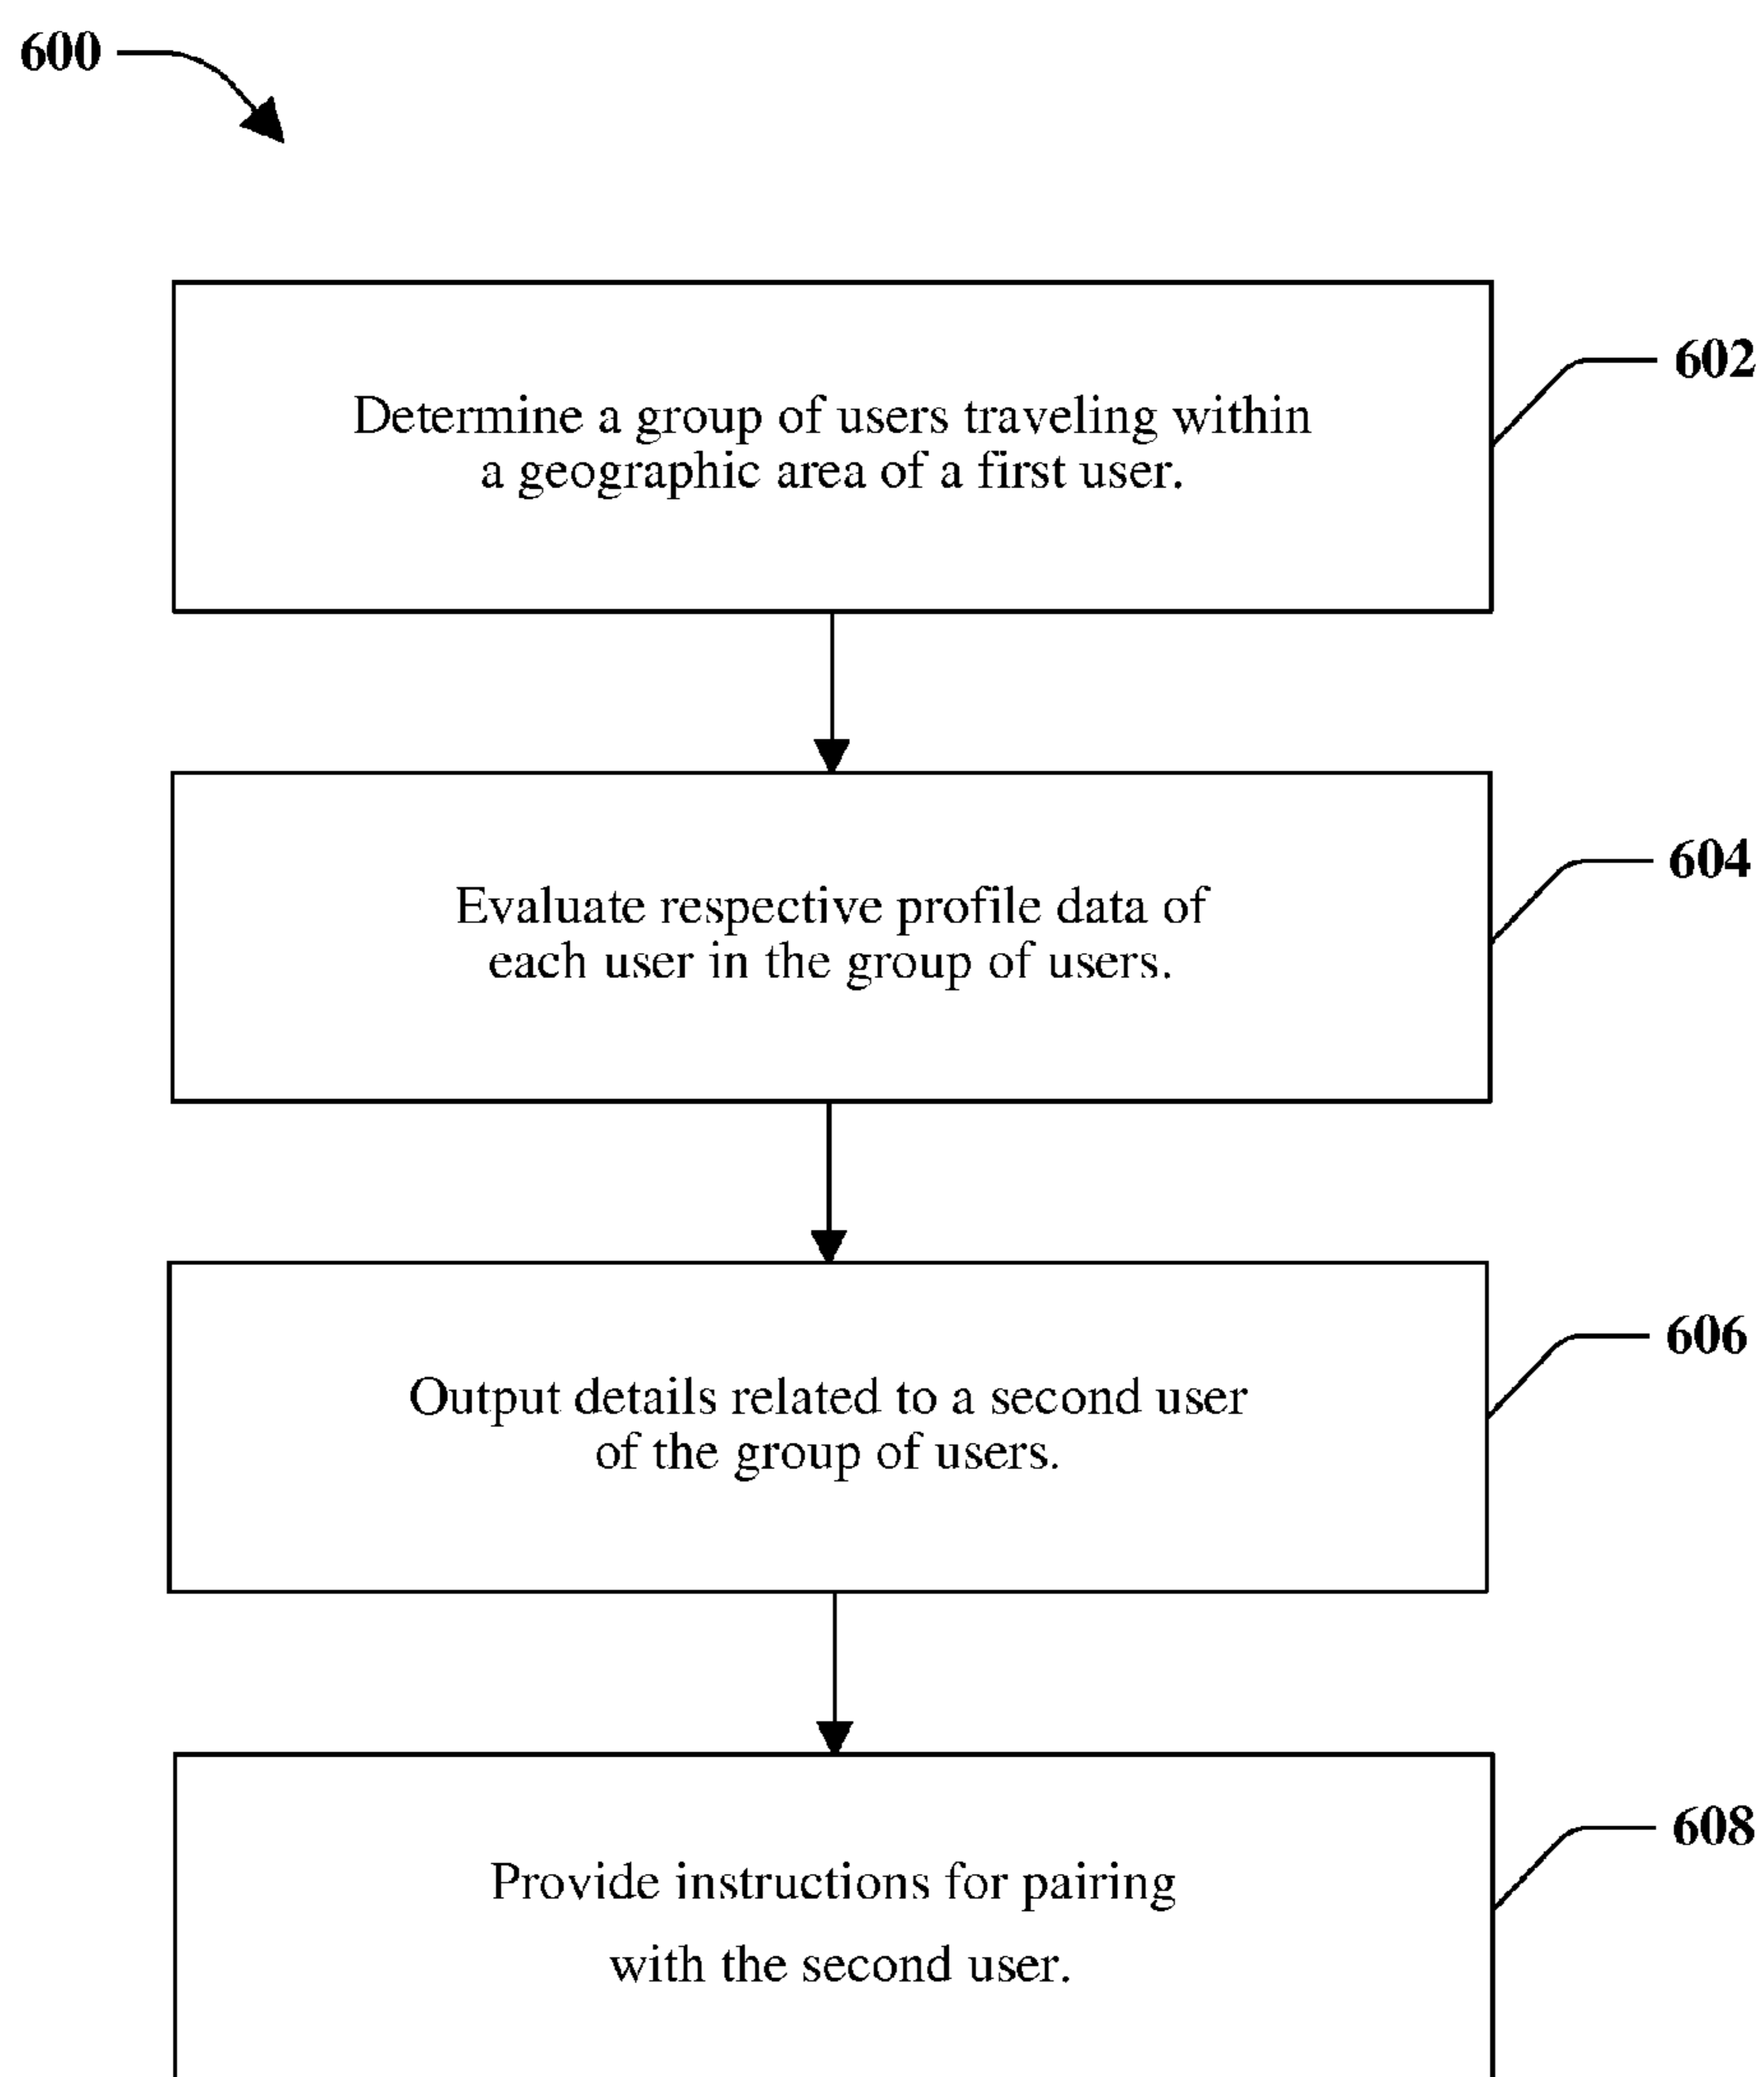 600
Determine a group of users traveling within
a geographic area of a first user.
602
Evaluate respective profile data of
each user in the group of users.
604
Output details related to a second user
of the group of users.
606
Provide instructions for pairing
with the second user.
608